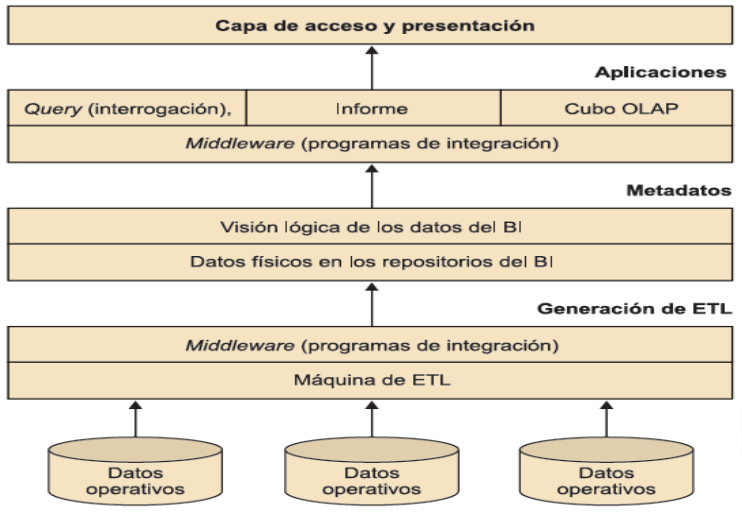 Capa de acceso y presentación
Aplicaciones
Query (interrogación),
Informe
Cubo OLAP
Middleware (programas de integración)
Metadatos
Visión lógica de los datos del BI
Datos físicos en los repositorios del BI
Generación de ETL
Middleware (programas de integración)
Máquina de ETL
Datos
operativos
Datos
operativos
Datos
operativos